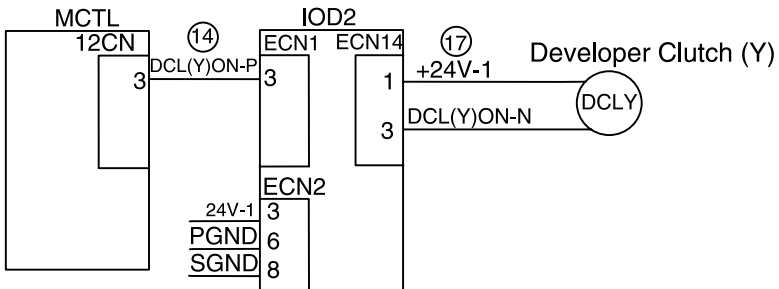 MCTL IOD2
12CN 14 ECN1 ECN14 17 Developer Clutch (Y)
3 DCL(Y)ON-P 3 1 +24V-1 DCLY
3 DCL(Y)ON-N
ECN2
24V-1 3
PGND 6
SGND 8